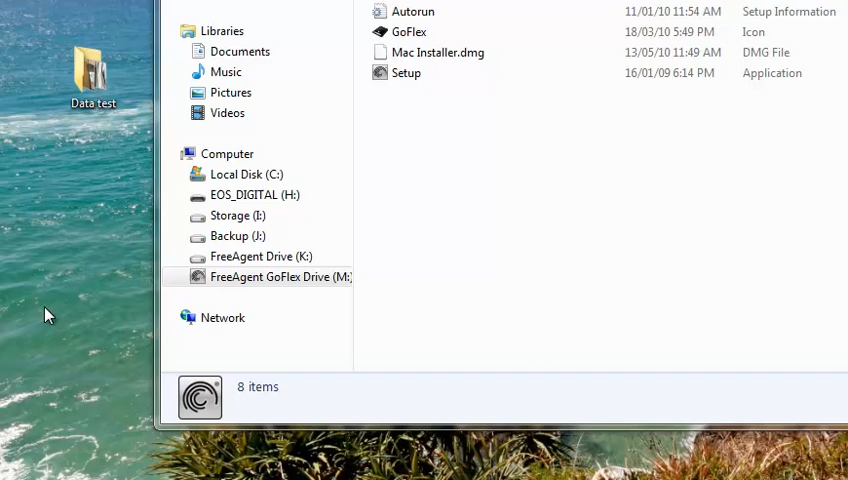 Data test
Libraries
Documents
Music
Pictures
Videos
Computer
Local Disk (C:)
EOS_DIGITAL (H:)
Storage (I:)
Backup (J:)
FreeAgent Drive (K:)
FreeAgent GoFlex Drive (M:)
Network
Autorun 11/01/10 11:54 AM Setup Information
GoFlex 18/03/10 5:49 PM Icon
Mac Installer.dmg 13/05/10 11:49 AM DMG File
Setup 16/01/09 6:14 PM Application
8 items